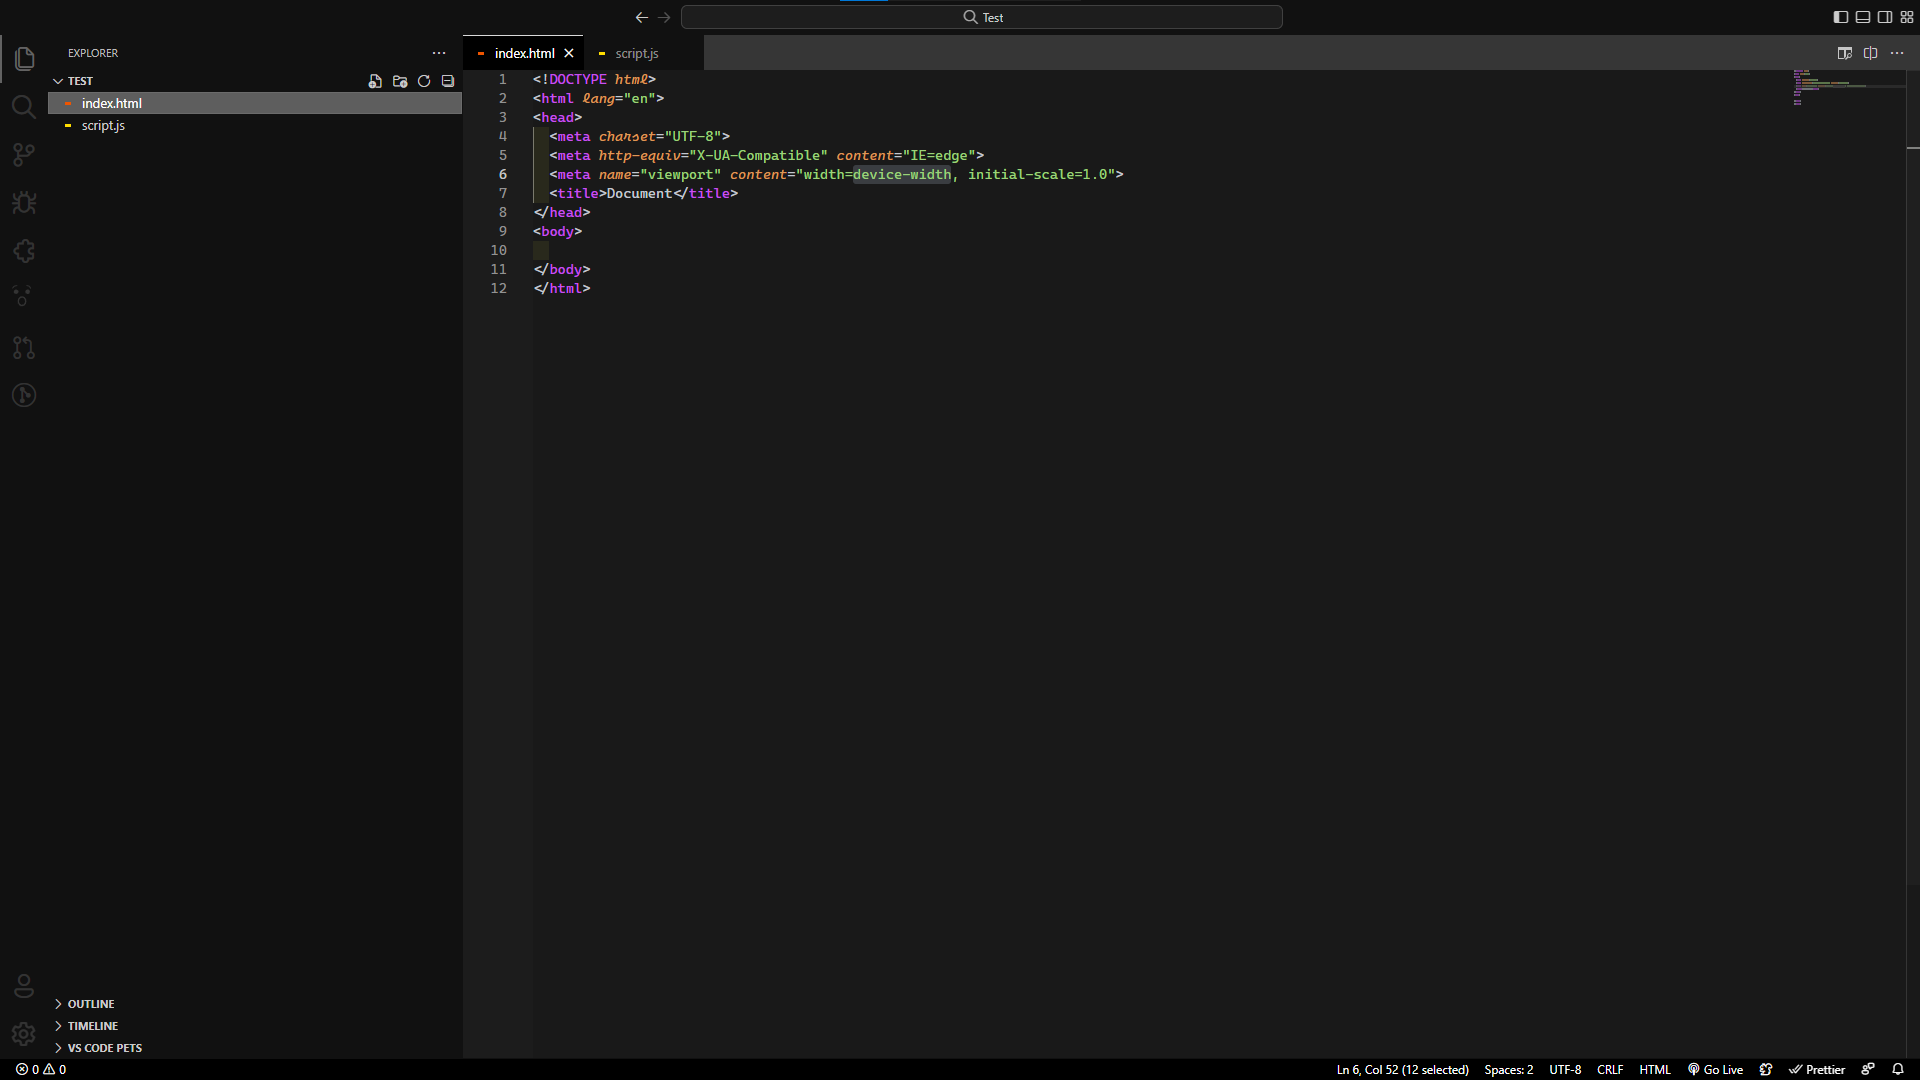 Test
EXPLORER
TEST
index.html
script.js
index.html
script.js
1 <!DOCTYPE html>
2 <html lang="en">
3 <head>
4 <meta charset="UTF-8">
5 <meta http-equiv="X-UA-Compatible" content="IE=edge">
6 <meta name="viewport" content="width=device-width, initial-scale=1.0">
7 <title>Document</title>
8 </head>
9 <body>
10
11 </body>
12 </html>
OUTLINE
TIMELINE
VS CODE PETS
0 0
Ln 6, Col 52 (12 selected) Spaces: 2 UTF-8 CRLF HTML Go Live Prettier